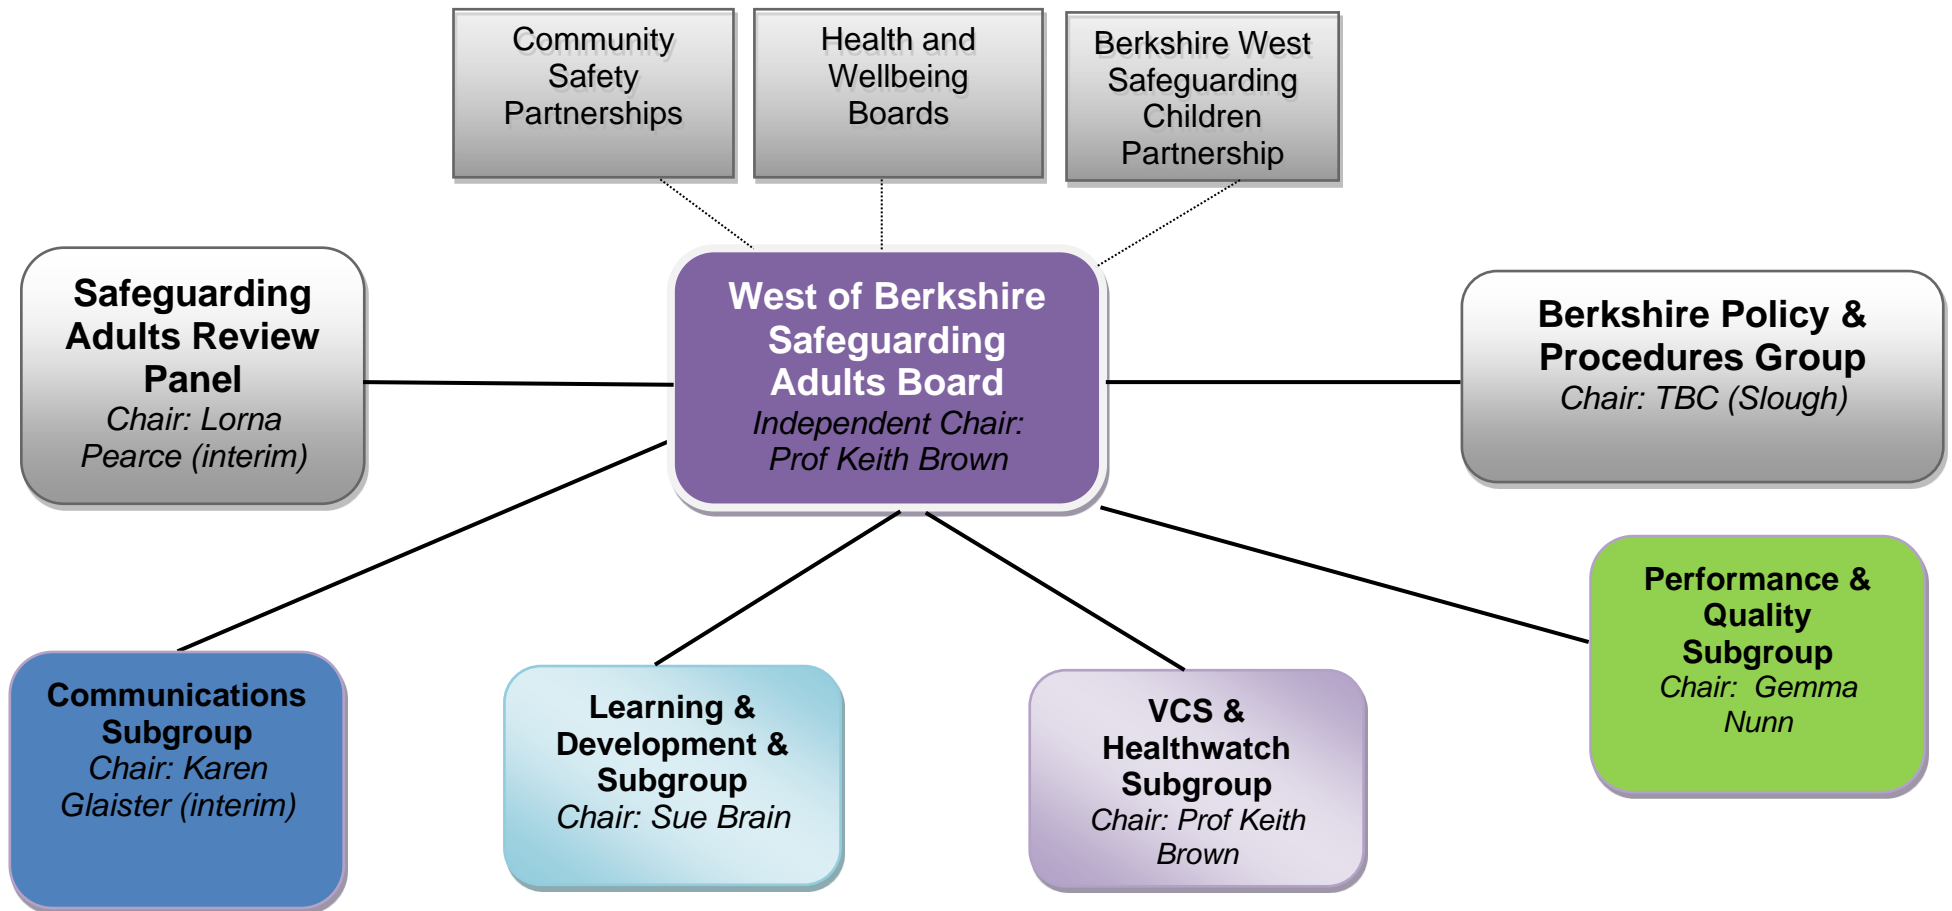 Community
Safety
Partnerships
Health and
Wellbeing
Boards
Berkshire West
Safeguarding
Children
Partnership
Safeguarding
Adults Review
Panel
Chair: Lorna
Pearce (interim)
West of Berkshire
Safeguarding
Adults Board
Independent Chair:
Prof Keith Brown
Berkshire Policy &
Procedures Group
Chair: TBC (Slough)
Communications
Subgroup
Chair: Karen
Glaister (interim)
Learning &
Development &
Subgroup
Chair: Sue Brain
VCS &
Healthwatch
Subgroup
Chair: Prof Keith
Brown
Performance &
Quality
Subgroup
Chair:  Gemma
Nunn